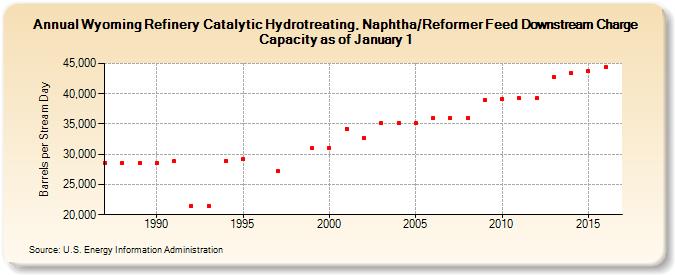 Annual Wyoming Refinery Catalytic Hydrotreating, Naphtha/Reformer Feed Downstream Charge
Capacity as of January 1
Barrels per Stream Day
45,000
40,000
35,000
30,000
25,000
20,000
1990 1995 2000 2005 2010 2015
Source: U.S. Energy Information Administration